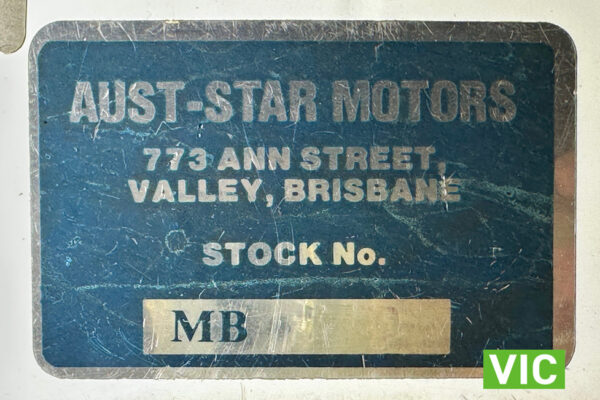 AUST-STAR MOTORS
773 ANN STREET,
VALLEY, BRISBANE
STOCK No.
MB
VIC